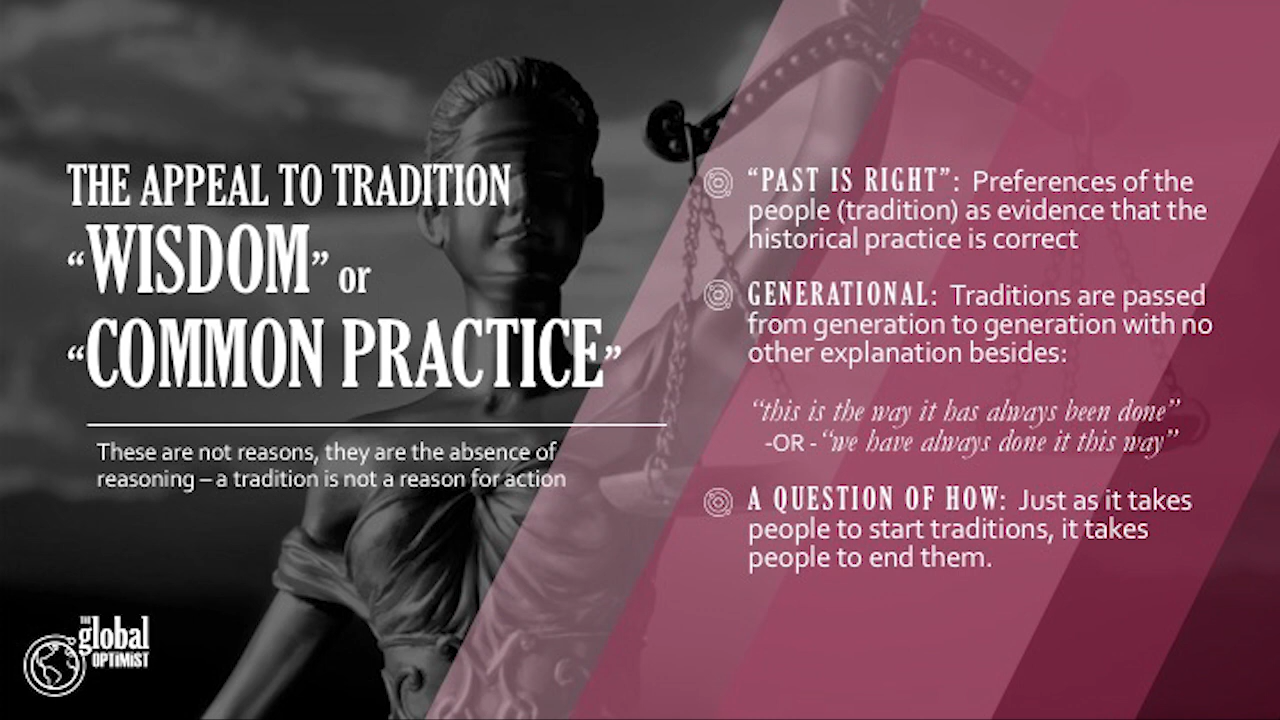 THE APPEAL TO TRADITION
“WISDOM” or
“COMMON PRACTICE”
These are not reasons, they are the absence of
reasoning – a tradition is not a reason for action
“PAST IS RIGHT”: Preferences of the
people (tradition) as evidence that the
historical practice is correct
GENERATIONAL: Traditions are passed
from generation to generation with no
other explanation besides:
“this is the way it has always been done”
-OR - “we have always done it this way”
A QUESTION OF HOW: Just as it takes
people to start traditions, it takes
people to end them.
THE
global
OPTIMIST